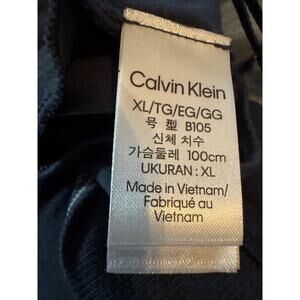 Calvin Klein
XL/TG/EG/GG
号 型 B105
신체 치수
가슴둘레 100cm
UKURAN: XL
Made in Vietnam/
Fabriqué au
Vietnam